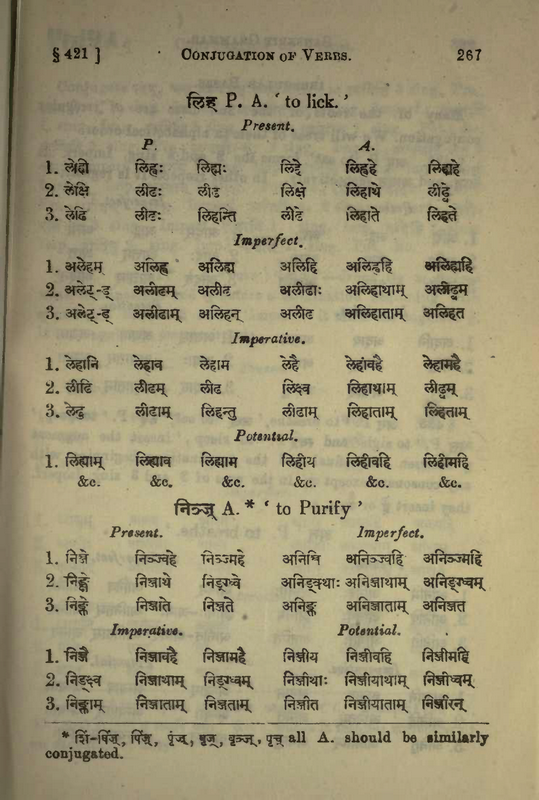 § 421 ] CONJUGATION OF VERBS. 267
लिह् P. A. ‘ to lick. ’
Present.
P. A.
1. लेह्मि लिह्वः लिह्मः लिहे लिह्वहे लिह्महे
2. लेक्षि लीढः लीढ लिक्षे लिहाथे लीढ्वे
3. लेढि लीढः लिहन्ति लीढे लिहाते लिहते
Imperfect.
1. अलेहम् अलिह्व अलिह्म अलिहि अलिह्वहि अलिह्महि
2. अलेट्-ड् अलीढम् अलीढ अलीढाः अलिहाथाम् अलीढ्वम्
3. अलेट्-ड् अलीढाम् अलिहन् अलीढ अलिहाताम् अलिहत
Imperative.
1. लेहानि लेहाव लेहाम लेहै लेहावहै लेहामहै
2. लीढि लीढम् लीढ लिक्ष्व लिहाथाम् लीढ्वम्
3. लेढु लीढाम् लिहन्तु लीढाम् लिहाताम् लिहताम्
Potential.
1. लिह्याम् लिह्याव लिह्याम लिहीय लिहीवहि लिहीमहि
&c. &c. &c. &c. &c. &c.
निञ्ज् A. * ‘ to Purify ’
Present. Imperfect.
1. निञ्जे निञ्ज्वहे निञ्ज्महे अनिञ्जि अनिञ्ज्वहि अनिञ्ज्महि
2. निङ्क्षे निञ्जाथे निङ्ग्ध्वे अनिङ्क्थाः अनिञ्जाथाम् अनिङ्ग्ध्वम्
3. निङ्क्ते निञ्जाते निञ्जते अनिङ्क्त अनिञ्जाताम् अनिञ्जत
Imperative. Potential.
1. निञ्जै निञ्जावहै निञ्जामहै निञ्जीय निञ्जीवहि निञ्जीमहि
2. निङ्क्ष्व निञ्जाथाम् निङ्ग्ध्वम् निञ्जीथाः निञ्जीयाथाम् निञ्जीध्वम्
3. निङ्क्ताम् निञ्जाताम् निञ्जताम् निञ्जीत निञ्जीयाताम् निञ्जीरन्
* शिं-पिंज्, पिंज्, पृंज्, वृज्, वृञ्ज्, पृच् all A. should be similarly
conjugated.